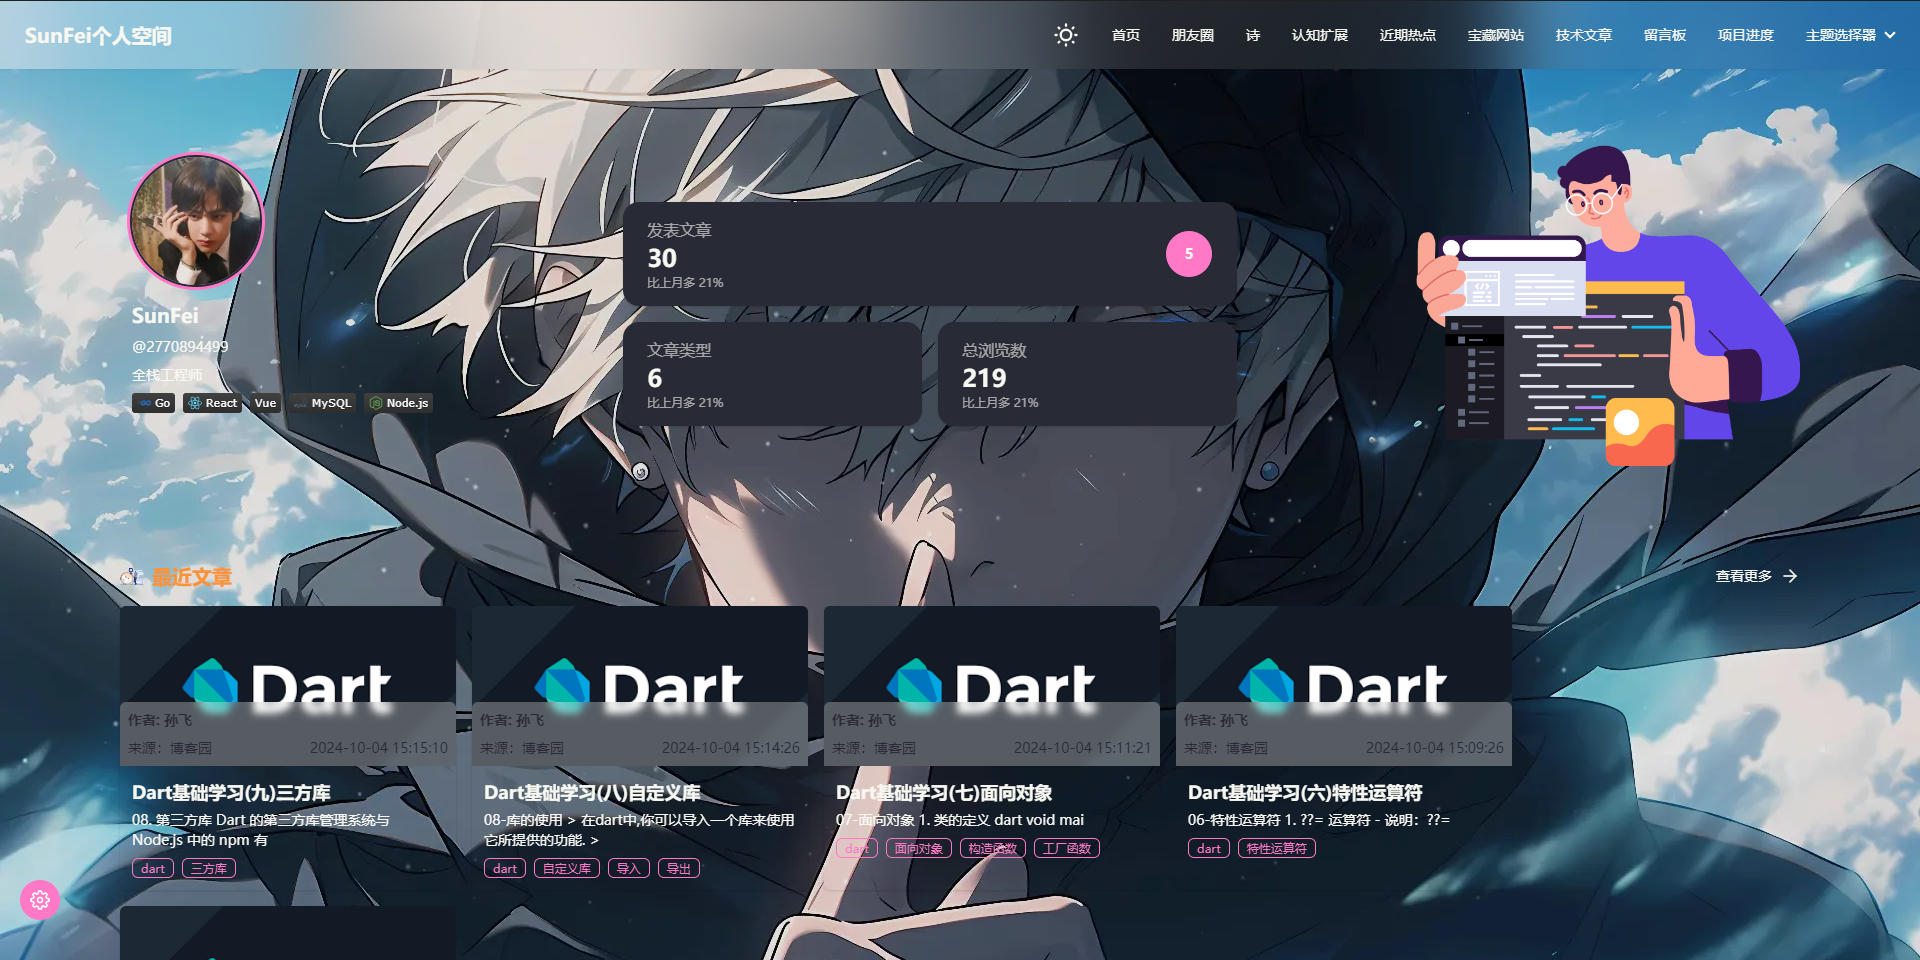 SunFei个人空间
首页 朋友圈 诗 认知扩展 近期热点 宝藏网站 技术文章 留言板 项目进度 主题选择器
SunFei
@2770894499
全栈工程师
Go React Vue MySQL Node.js
发表文章
30
比上月多 21%
5
文章类型
6
比上月多 21%
总浏览数
219
比上月多 21%
最近文章
查看更多
Dart
作者: 孙飞
来源：博客园 2024-10-04 15:15:10
Dart基础学习(九)三方库
08. 第三方库 Dart 的第三方库管理系统与
Node.js 中的 npm 有
dart 三方库
Dart
作者: 孙飞
来源：博客园 2024-10-04 15:14:26
Dart基础学习(八)自定义库
08-库的使用 > 在dart中,你可以导入一个库来使用
它所提供的功能. >
dart 自定义库 导入 导出
Dart
作者: 孙飞
来源：博客园 2024-10-04 15:11:21
Dart基础学习(七)面向对象
07-面向对象 1. 类的定义 dart void mai
dart 面向对象 构造函数 工厂函数
Dart
作者: 孙飞
来源：博客园 2024-10-04 15:09:26
Dart基础学习(六)特性运算符
06-特性运算符 1. ??= 运算符 - 说明：??=
dart 特性运算符